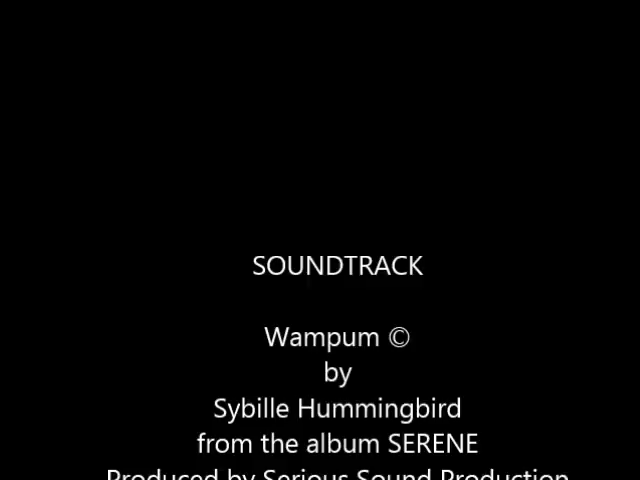 SOUNDTRACK
Wampum ©
by
Sybille Hummingbird
from the album SERENE
Produced by Serious Sound Production